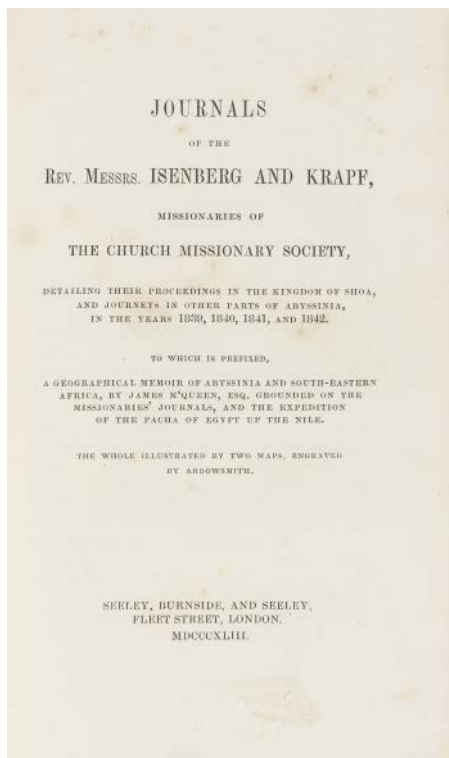 JOURNALS
OF THE
REV. MESSRS. ISENBERG AND KRAPF,
MISSIONARIES OF
THE CHURCH MISSIONARY SOCIETY,
DETAILING THEIR PROCEEDINGS IN THE KINGDOM OF SHOA,
AND JOURNEYS IN OTHER PARTS OF ABYSSINIA,
IN THE YEARS 1839, 1840, 1841, AND 1842.
TO WHICH IS PREFIXED,
A GEOGRAPHICAL MEMOIR OF ABYSSINIA AND SOUTH-EASTERN
AFRICA, BY JAMES M‘QUEEN, ESQ. GROUNDED ON THE
MISSIONARIES' JOURNALS, AND THE EXPEDITION
OF THE PACHA OF EGYPT UP THE NILE.
THE WHOLE ILLUSTRATED BY TWO MAPS, ENGRAVED
BY ARROWSMITH.
SEELEY, BURNSIDE, AND SEELEY,
FLEET STREET, LONDON.
MDCCCXLIII.